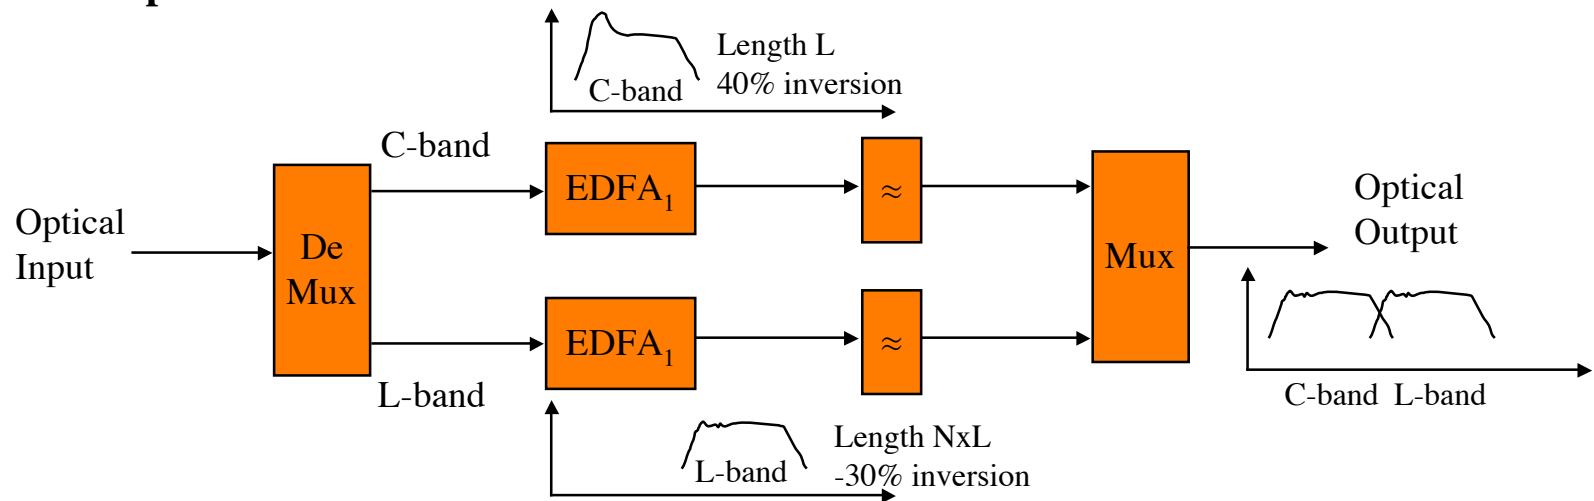 Length L
40% inversion
C-band
C-band
EDFA₁
≈
Optical
Input
De
Mux
Mux
Optical
Output
EDFA₁
≈
L-band
C-band L-band
Length NxL
-30% inversion
L-band